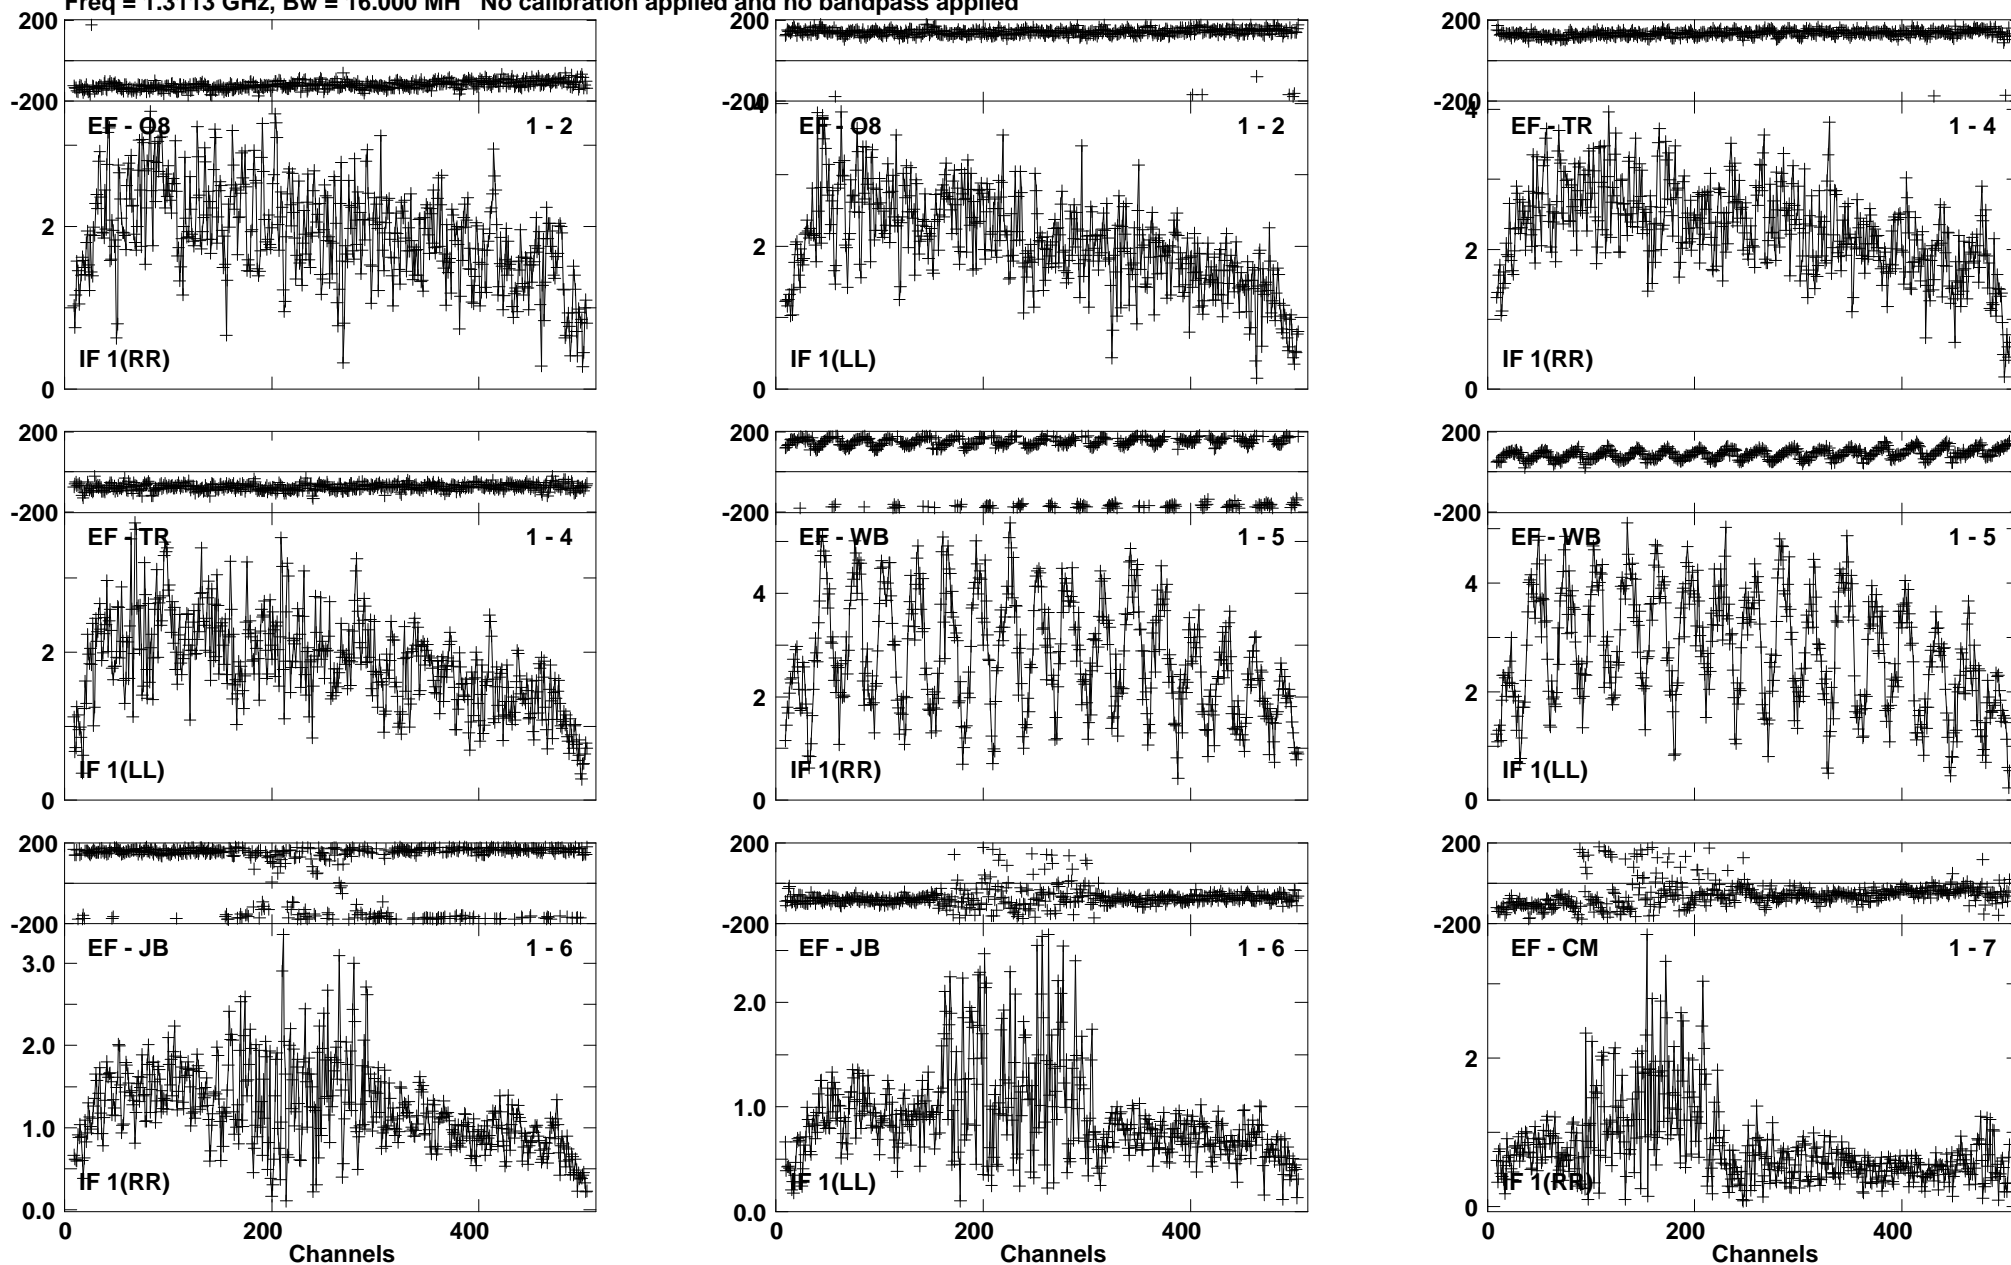 Freq = 1.3113 GHz, Bw = 16.000 MH No calibration applied and no bandpass applied
200
-200
EF - O8
1 - 2
2
IF 1(RR)
0
200
-200
4
EF - O8
1 - 2
2
IF 1(LL)
0
200
-200
4
EF - TR
1 - 4
2
IF 1(RR)
0
200
-200
EF - TR
1 - 4
2
IF 1(LL)
0
200
-200
EF - WB
1 - 5
4
2
IF 1(RR)
0
200
-200
EF - WB
1 - 5
4
2
IF 1(LL)
0
200
-200
EF - JB
1 - 6
3.0
2.0
1.0
IF 1(RR)
0.0
0 200 400
Channels
200
-200
EF - JB
1 - 6
2.0
1.0
IF 1(LL)
0.0
0 200 400
200
-200
EF - CM
1 - 7
2
IF 1(RR)
0
0 200 400
Channels